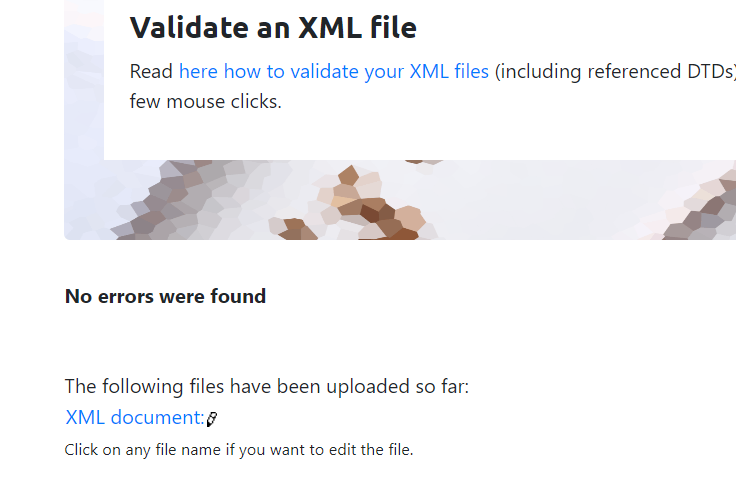 Validate an XML file
Read here how to validate your XML files (including referenced DTDs)
few mouse clicks.
No errors were found
The following files have been uploaded so far:
XML document:
Click on any file name if you want to edit the file.